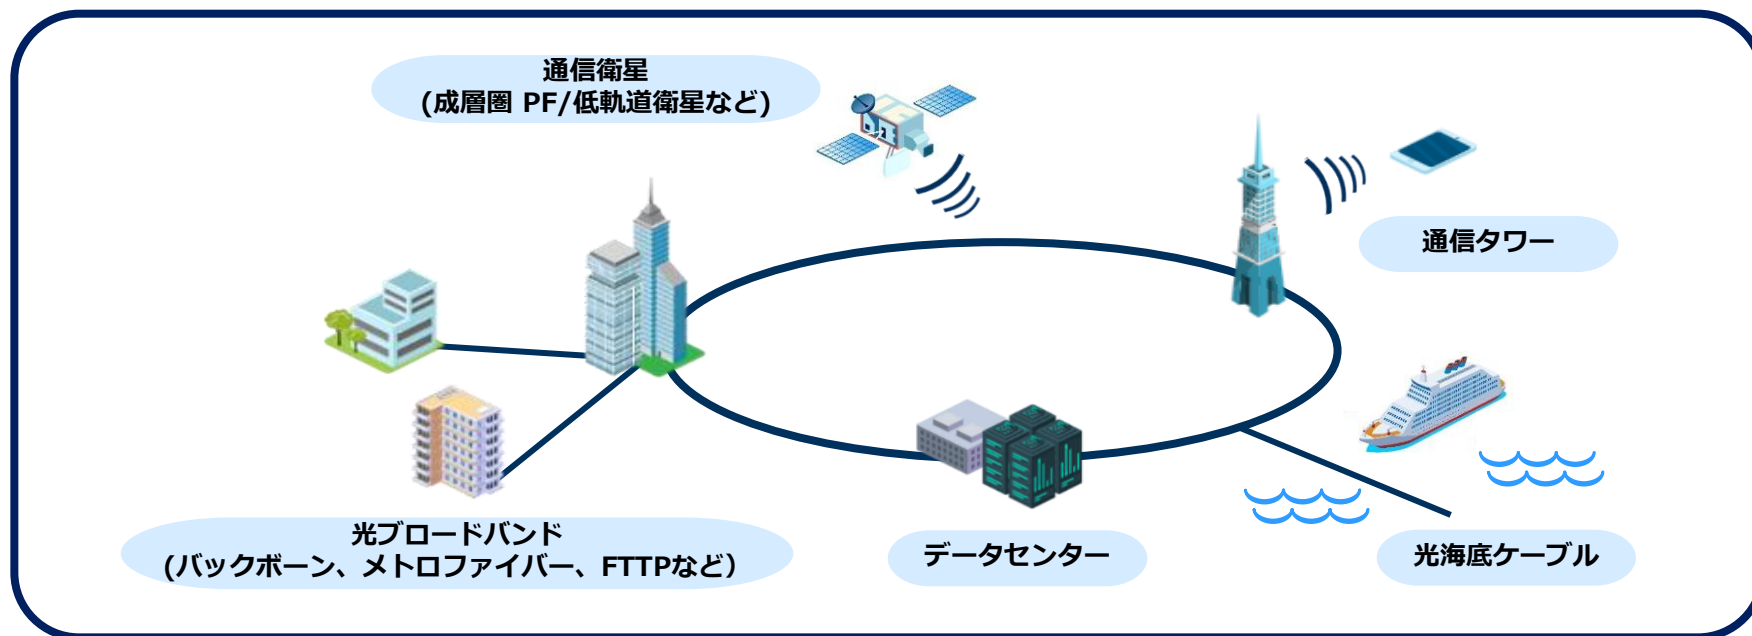 通信衛星
(成層圏 PF/低軌道衛星など)
通信タワー
光ブロードバンド
(バックボーン、メトロファイバー、FTTPなど）
データセンター
光海底ケーブル